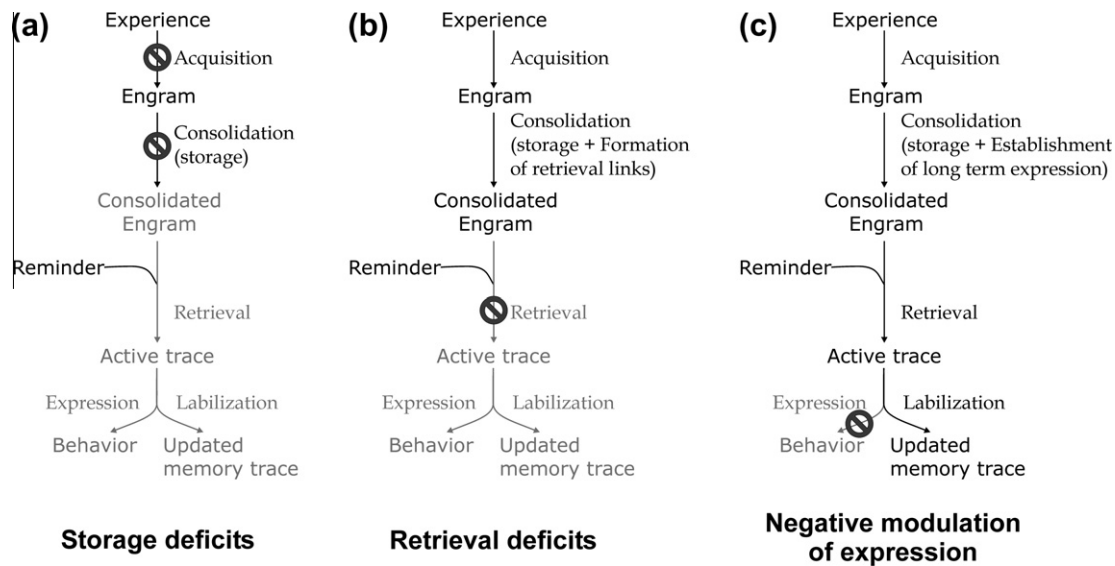 (a)
Experience
Acquisition
Engram
Consolidation
(storage)
Consolidated
Engram
Reminder
Retrieval
Active trace
Expression
Labilization
Behavior
Updated
memory trace
Storage deficits
(b)
Experience
Acquisition
Engram
Consolidation
(storage + Formation
of retrieval links)
Consolidated
Engram
Reminder
Retrieval
Active trace
Expression
Labilization
Behavior
Updated
memory trace
Retrieval deficits
(c)
Experience
Acquisition
Engram
Consolidation
(storage + Establishment
of long term expression)
Consolidated
Engram
Reminder
Retrieval
Active trace
Expression
Labilization
Behavior
Updated
memory trace
Negative modulation
of expression